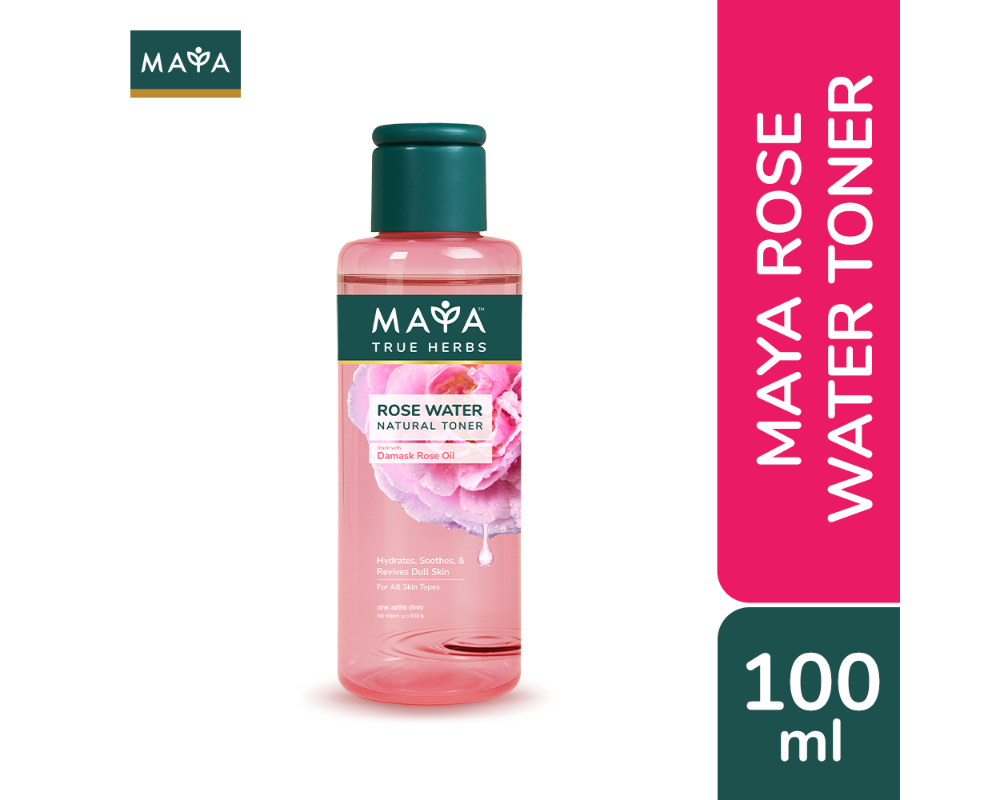 MAYA
MAYA™
TRUE HERBS
ROSE WATER
NATURAL TONER
Made with
Damask Rose Oil
Hydrates, Soothes, &
Revives Dull Skin
For All Skin Types
MAYA ROSE
WATER TONER
100
ml